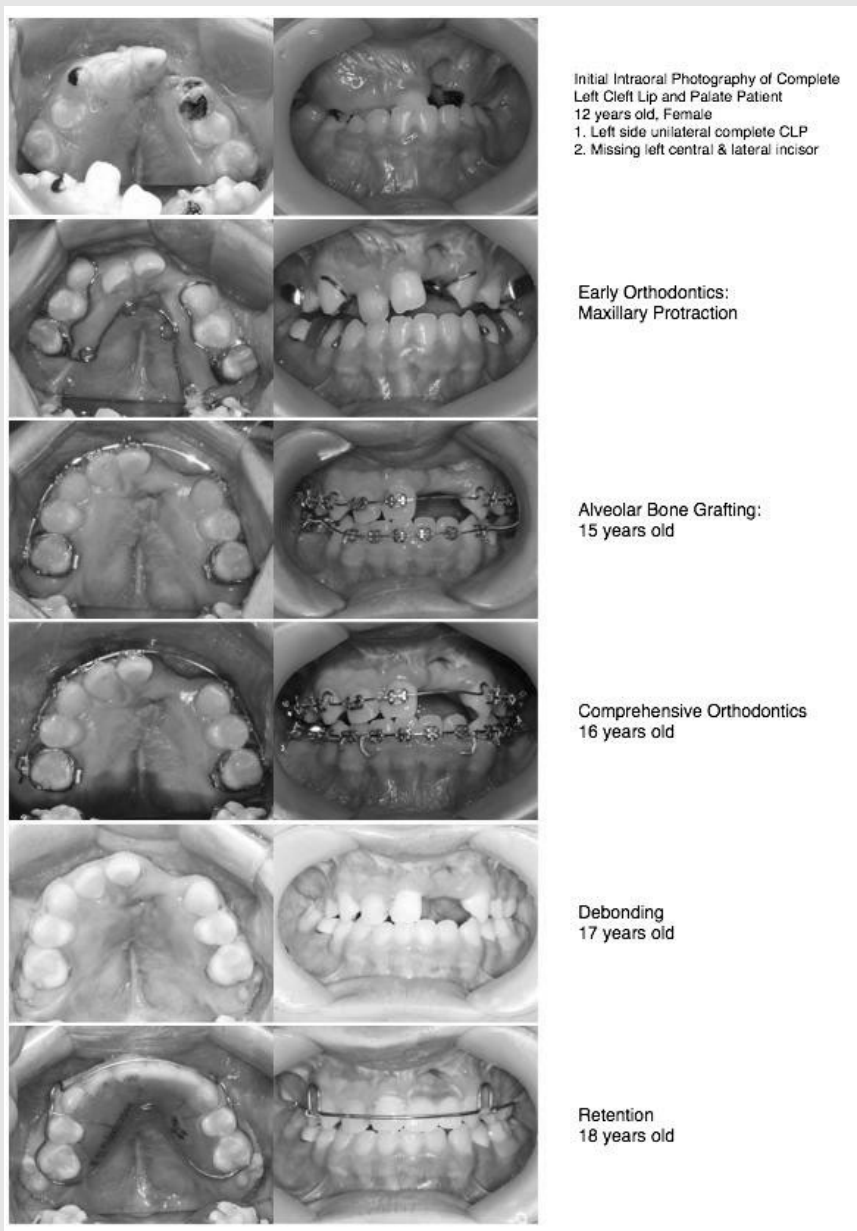 Initial Intraoral Photography of Complete
Left Cleft Lip and Palate Patient
12 years old, Female
1. Left side unilateral complete CLP
2. Missing left central & lateral incisor
Early Orthodontics:
Maxillary Protraction
Alveolar Bone Grafting:
15 years old
Comprehensive Orthodontics
16 years old
Debonding
17 years old
Retention
18 years old